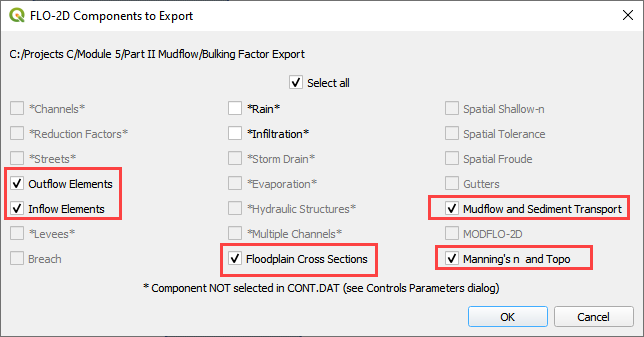 FLO-2D Components to Export
C:/Projects C/Module 5/Part II Mudflow/Bulking Factor Export
Select all
*Channels*
*Reduction Factors*
*Streets*
Outflow Elements
Inflow Elements
*Levees*
Breach
*Rain*
*Infiltration*
*Storm Drain*
*Evaporation*
*Hydraulic Structures*
*Multiple Channels*
Floodplain Cross Sections
Spatial Shallow-n
Spatial Tolerance
Spatial Froude
Gutters
Mudflow and Sediment Transport
MODFLO-2D
Manning's n and Topo
* Component NOT selected in CONT.DAT (see Controls Parameters dialog)
OK
Cancel